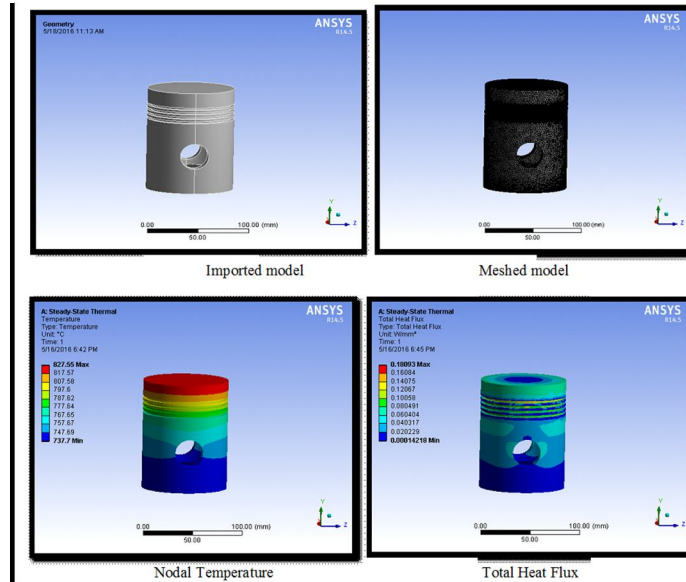 Geometry
5/18/2016 11:13 AM
ANSYS
R14.5
0.00
100.00 (mm)
50.00
Y
Z
Imported model
ANSYS
R14.5
0.00
100.00 (mm)
50.00
Y
Z
Meshed model
A: Steady-State Thermal
Temperature
Type: Temperature
Unit: °C
Time: 1
5/16/2016 6:42 PM
827.55 Max
817.57
807.58
797.6
787.62
777.64
767.65
757.67
747.69
737.7 Min
ANSYS
R14.5
0.00
100.00 (mm)
50.00
Y
Z
Nodal Temperature
A: Steady-State Thermal
Total Heat Flux
Type: Total Heat Flux
Unit: W/mm²
Time: 1
5/16/2016 6:45 PM
0.18093 Max
0.16084
0.14075
0.12067
0.10058
0.080491
0.060404
0.040317
0.020229
0.00014218 Min
ANSYS
R14.5
0.00
100.00 (mm)
50.00
Y
Z
Total Heat Flux